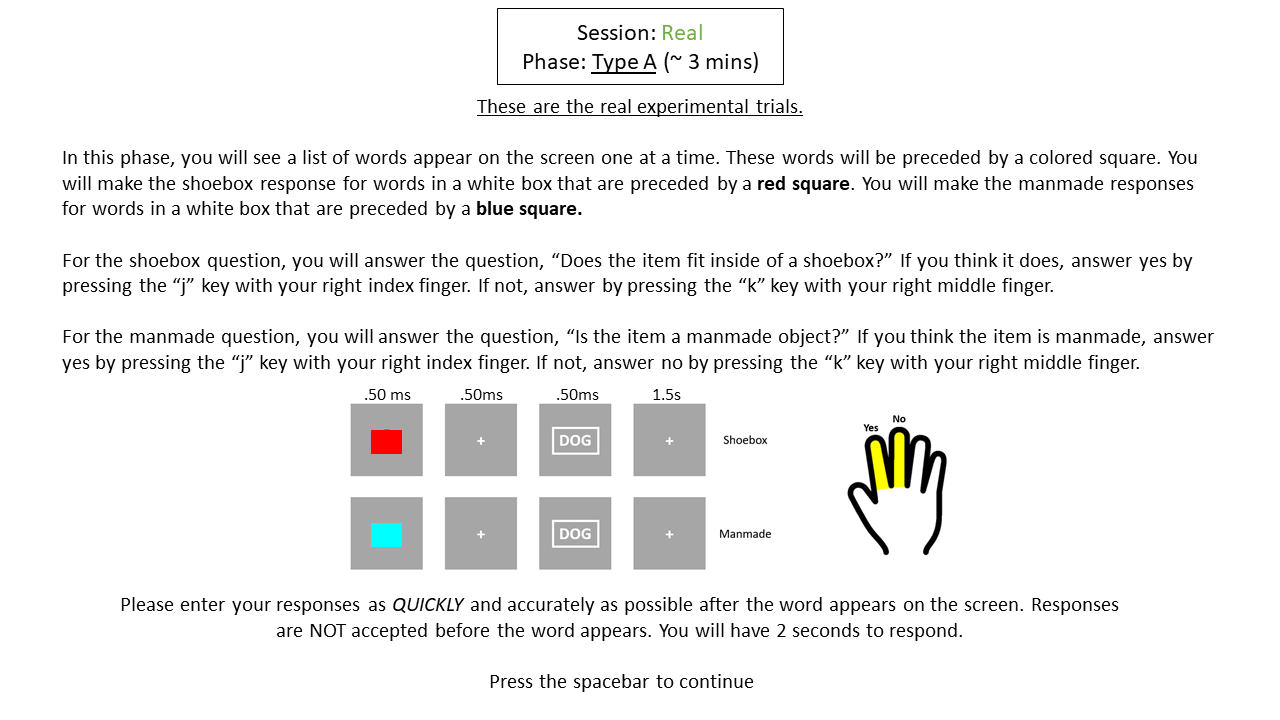 Session: Real
Phase: Type A (~ 3 mins)
These are the real experimental trials.
In this phase, you will see a list of words appear on the screen one at a time. These words will be preceded by a colored square. You
will make the shoebox response for words in a white box that are preceded by a red square. You will make the manmade responses
for words in a white box that are preceded by a blue square.
For the shoebox question, you will answer the question, “Does the item fit inside of a shoebox?” If you think it does, answer yes by
pressing the “j” key with your right index finger. If not, answer by pressing the “k” key with your right middle finger.
For the manmade question, you will answer the question, “Is the item a manmade object?” If you think the item is manmade, answer
yes by pressing the “j” key with your right index finger. If not, answer no by pressing the “k” key with your right middle finger.
.50 ms .50ms .50ms 1.5s
No
Yes
+ DOG + Shoebox
+ DOG + Manmade
Please enter your responses as QUICKLY and accurately as possible after the word appears on the screen. Responses
are NOT accepted before the word appears. You will have 2 seconds to respond.
Press the spacebar to continue